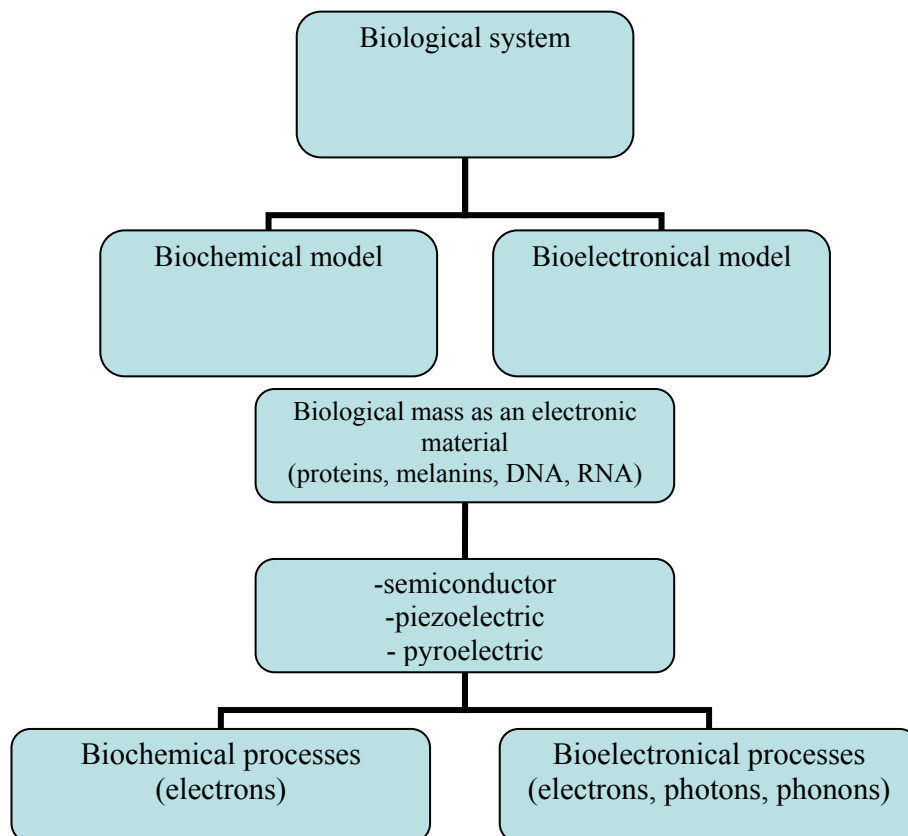 Biological system
Biochemical model
Bioelectronical model
Biological mass as an electronic
material
(proteins, melanins, DNA, RNA)
-semiconductor
-piezoelectric
- pyroelectric
Biochemical processes
(electrons)
Bioelectronical processes
(electrons, photons, phonons)